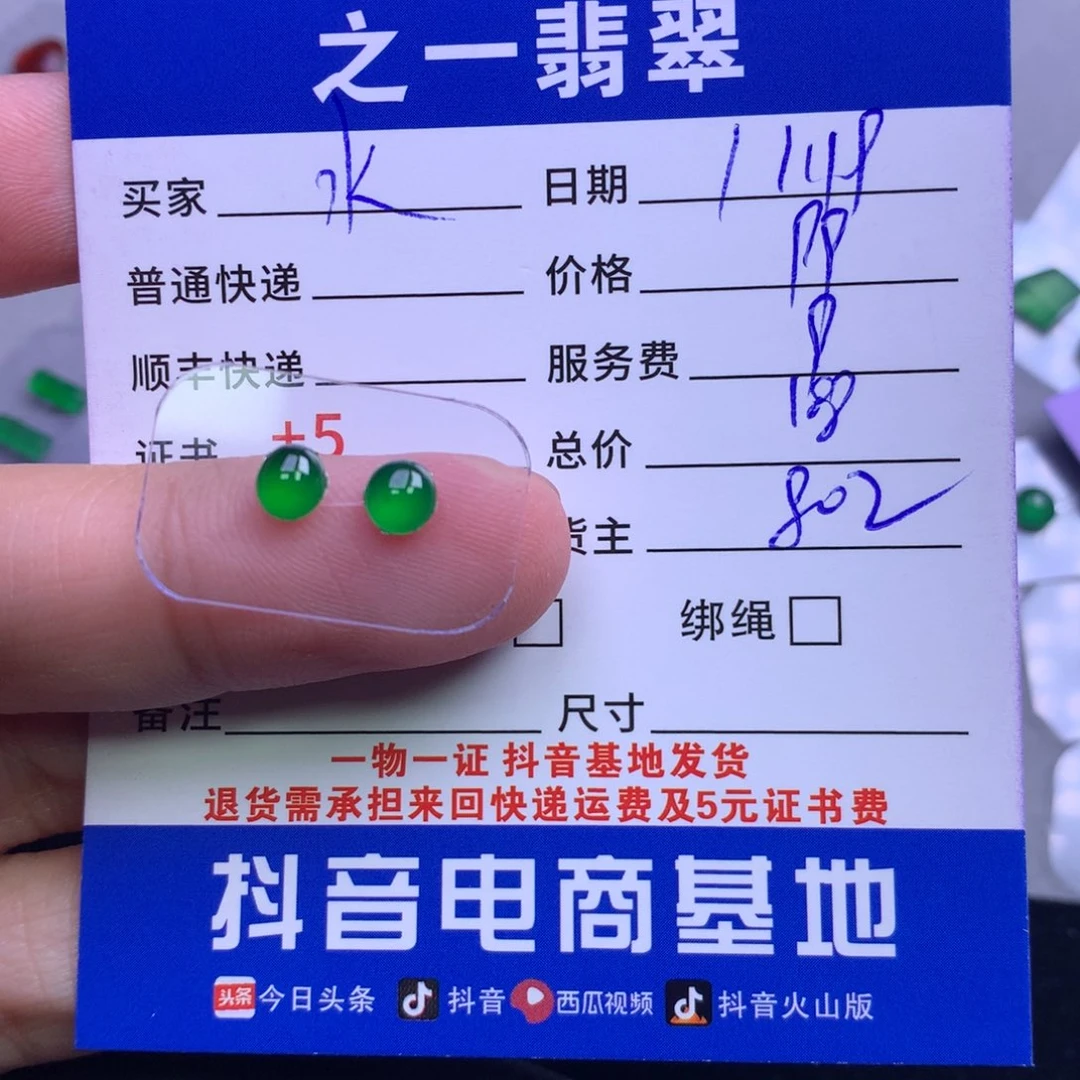 之一翡翠
买家 水 日期
普通快递 价格
顺丰快递 服务费
证书 +5 总价
货主 802
绑绳
备注 尺寸
一物一证 抖音基地发货
退货需承担来回快递运费及5元证书费
抖音电商基地
头条 今日头条 抖音 西瓜视频 抖音火山版